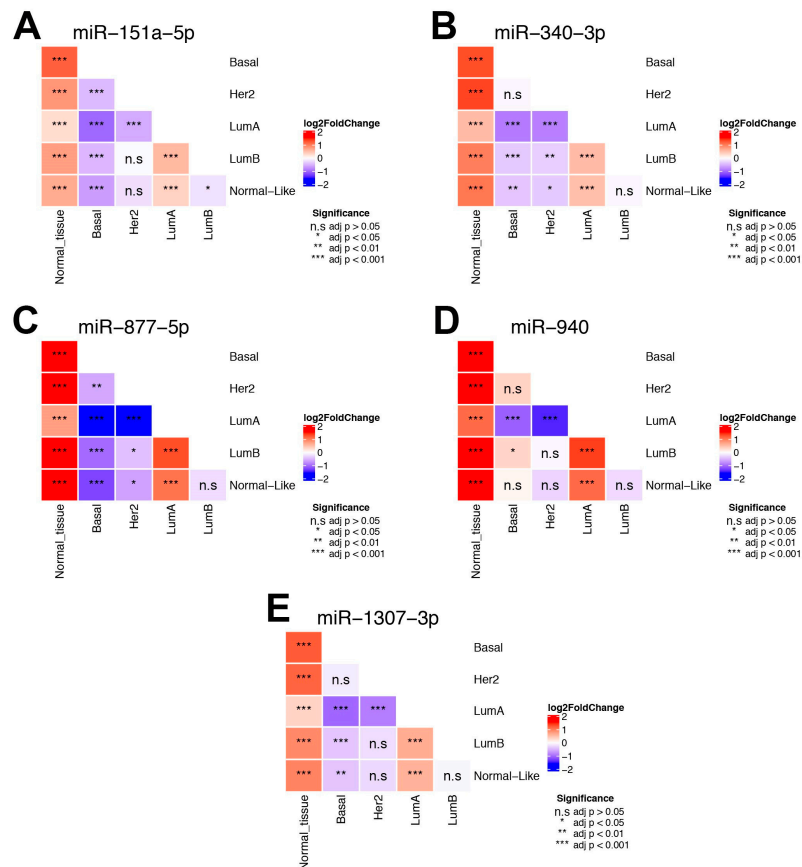 A
miR−151a−5p
*** Basal
*** *** Her2
*** *** *** LumA
*** *** n.s *** LumB
*** *** n.s *** * Normal−Like
Normal_tissue
Basal
Her2
LumA
LumB
log2FoldChange
2
1
0
−1
−2
Significance
n.s adj p > 0.05
* adj p < 0.05
** adj p < 0.01
*** adj p < 0.001
B
miR−340−3p
*** Basal
*** n.s Her2
*** *** *** LumA
*** *** ** *** LumB
*** ** * *** n.s Normal−Like
Normal_tissue
Basal
Her2
LumA
LumB
log2FoldChange
2
1
0
−1
−2
Significance
n.s adj p > 0.05
* adj p < 0.05
** adj p < 0.01
*** adj p < 0.001
C
miR−877−5p
*** Basal
*** ** Her2
*** *** *** LumA
*** *** * *** LumB
*** *** * *** n.s Normal−Like
Normal_tissue
Basal
Her2
LumA
LumB
log2FoldChange
2
1
0
−1
−2
Significance
n.s adj p > 0.05
* adj p < 0.05
** adj p < 0.01
*** adj p < 0.001
D
miR−940
*** Basal
*** n.s Her2
*** *** *** LumA
*** * n.s *** LumB
*** n.s n.s *** n.s Normal−Like
Normal_tissue
Basal
Her2
LumA
LumB
log2FoldChange
2
1
0
−1
−2
Significance
n.s adj p > 0.05
* adj p < 0.05
** adj p < 0.01
*** adj p < 0.001
E
miR−1307−3p
*** Basal
*** n.s Her2
*** *** *** LumA
*** *** n.s *** LumB
*** ** n.s *** n.s Normal−Like
Normal_tissue
Basal
Her2
LumA
LumB
log2FoldChange
2
1
0
−1
−2
Significance
n.s adj p > 0.05
* adj p < 0.05
** adj p < 0.01
*** adj p < 0.001